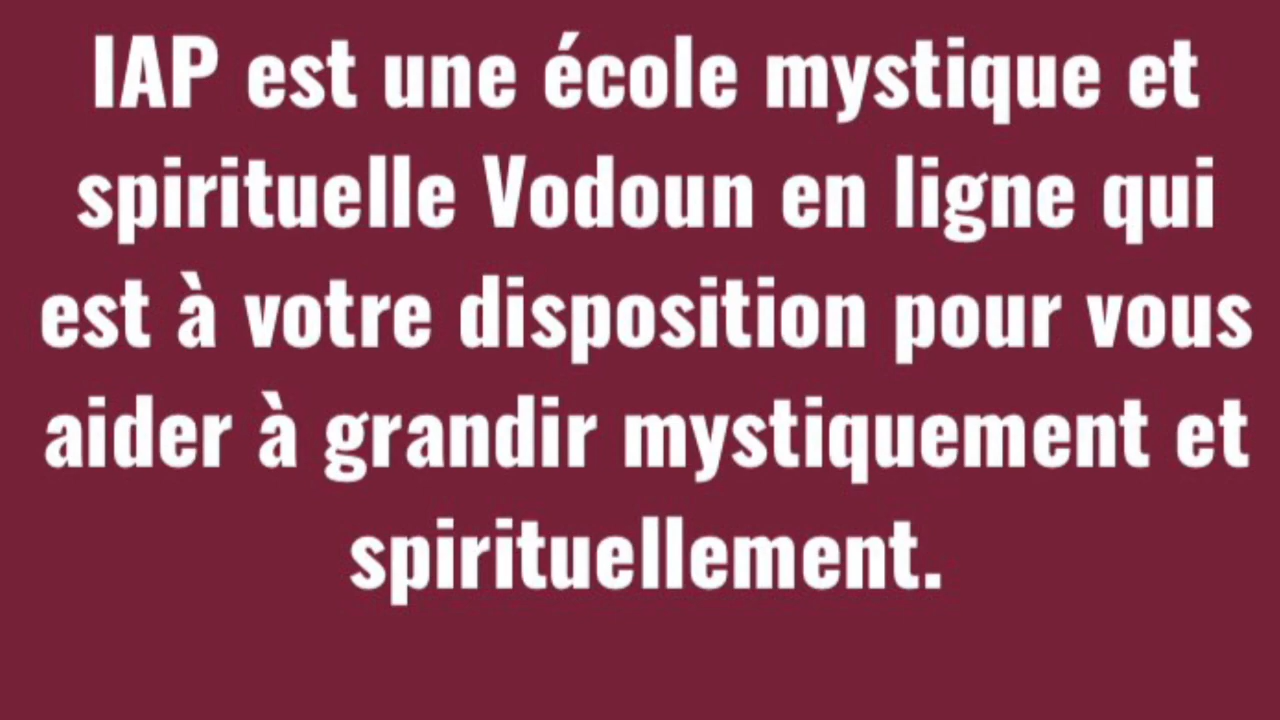 IAP est une école mystique et
spirituelle Vodoun en ligne qui
est à votre disposition pour vous
aider à grandir mystiquement et
spirituellement.